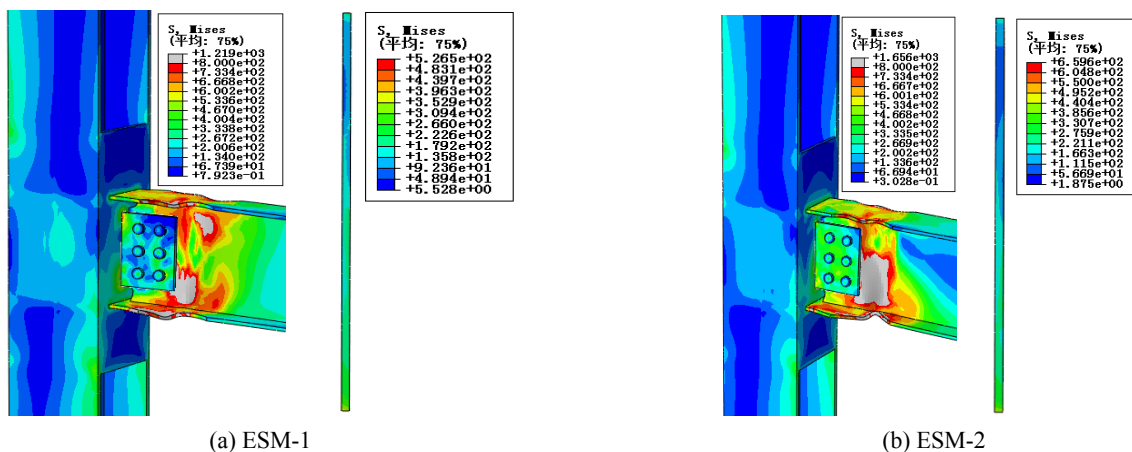 S, Mises
(平均: 75%)
+1.219e+03
+8.000e+02
+7.334e+02
+6.668e+02
+6.002e+02
+5.336e+02
+4.670e+02
+4.004e+02
+3.338e+02
+2.672e+02
+2.006e+02
+1.340e+02
+6.739e+01
+7.923e-01
S, Mises
(平均: 75%)
+5.265e+02
+4.831e+02
+4.397e+02
+3.963e+02
+3.529e+02
+3.094e+02
+2.660e+02
+2.226e+02
+1.792e+02
+1.358e+02
+9.236e+01
+4.894e+01
+5.528e+00
(a) ESM-1
S, Mises
(平均: 75%)
+1.656e+03
+8.000e+02
+7.334e+02
+6.667e+02
+6.001e+02
+5.334e+02
+4.668e+02
+4.002e+02
+3.335e+02
+2.669e+02
+2.002e+02
+1.336e+02
+6.694e+01
+3.028e-01
S, Mises
(平均: 75%)
+6.596e+02
+6.048e+02
+5.500e+02
+4.952e+02
+4.404e+02
+3.856e+02
+3.307e+02
+2.759e+02
+2.211e+02
+1.663e+02
+1.115e+02
+5.669e+01
+1.875e+00
(b) ESM-2